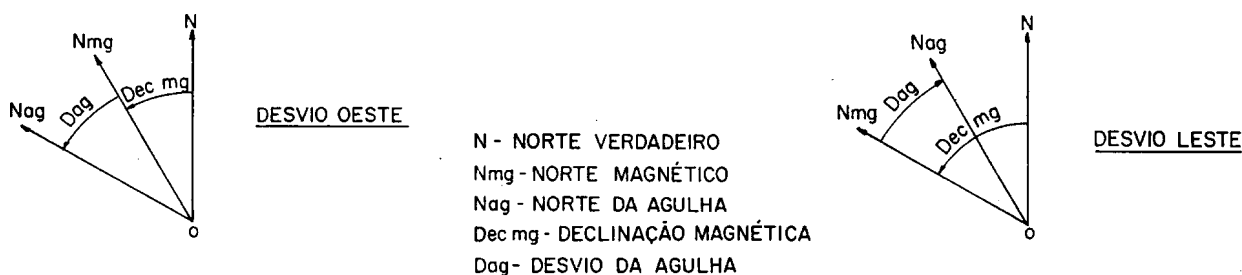 N
Nmg
Dec mg
Dag
Nag
O
DESVIO OESTE
N - NORTE VERDADEIRO
Nmg - NORTE MAGNÉTICO
Nag - NORTE DA AGULHA
Dec mg - DECLINAÇÃO MAGNÉTICA
Dag - DESVIO DA AGULHA
N
Nag
Dag
Nmg
Dec mg
O
DESVIO LESTE